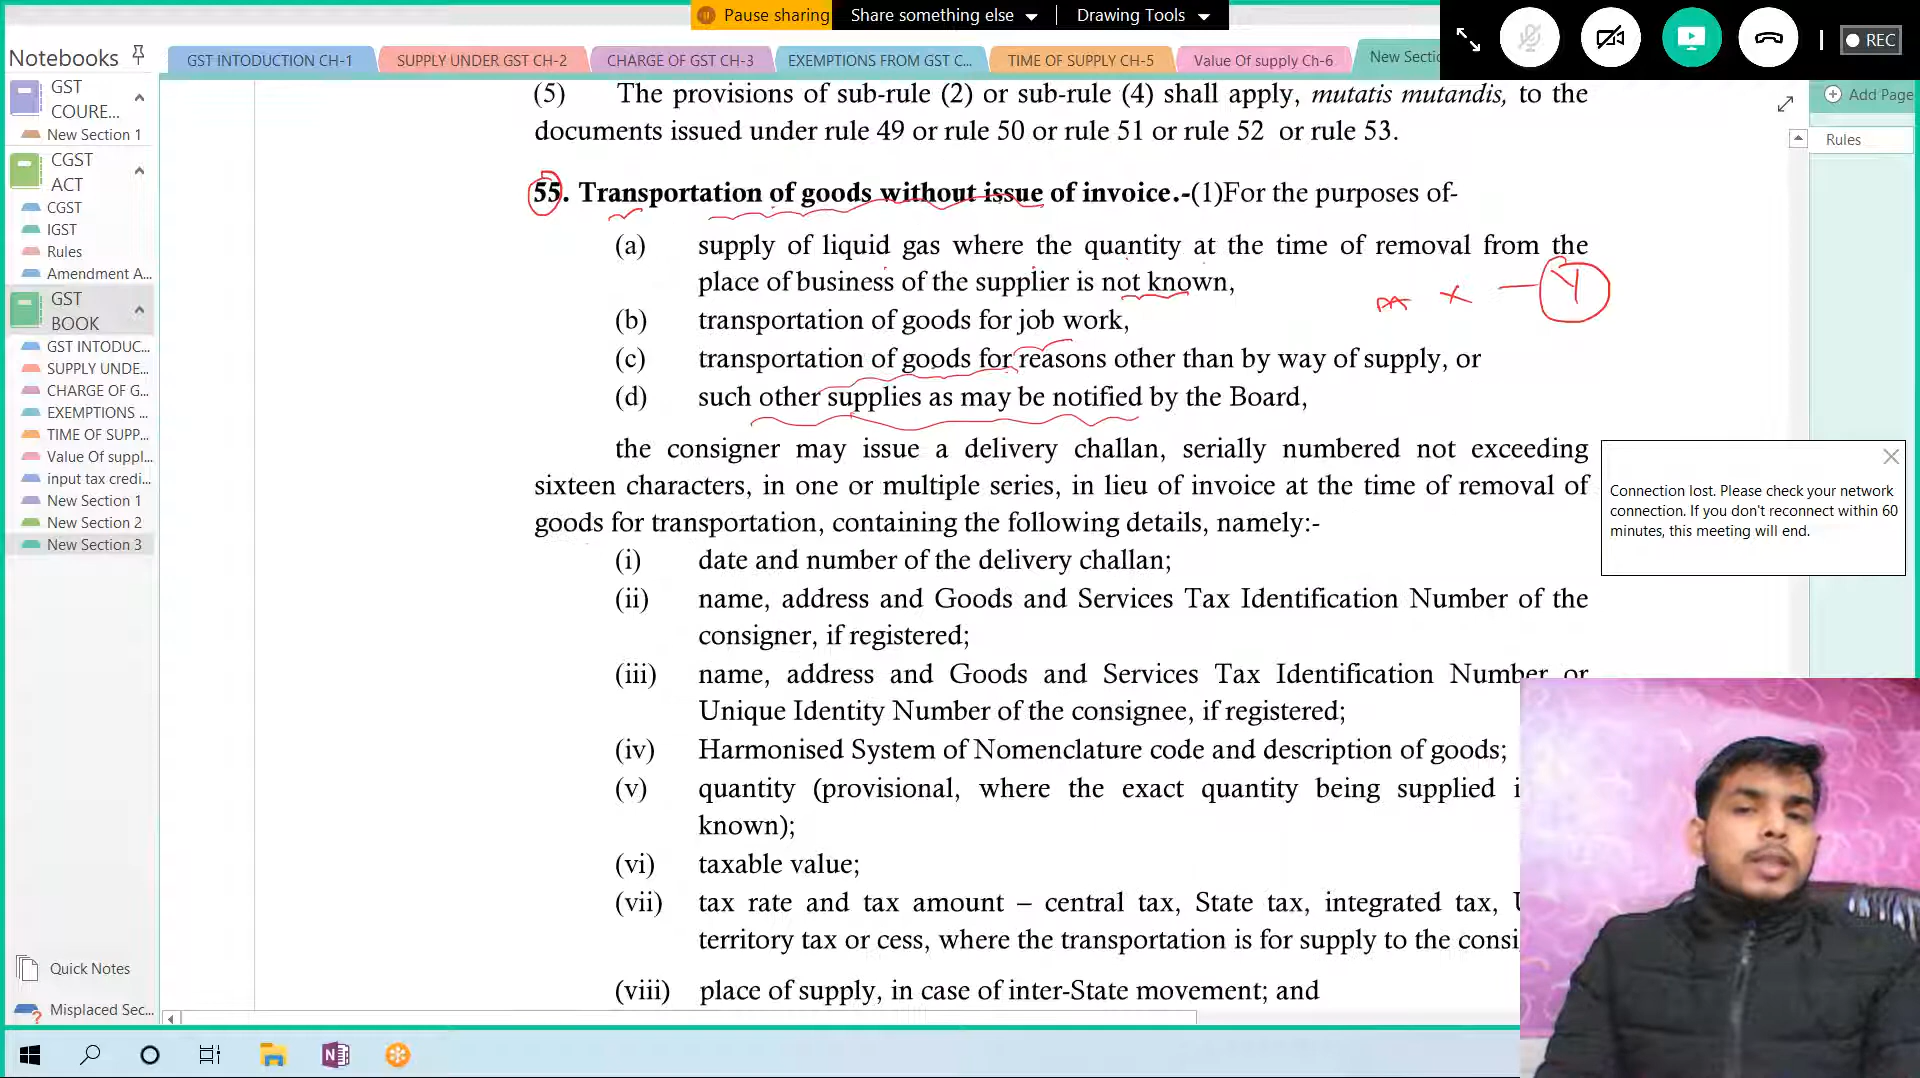 Pause sharing
Share something else
Drawing Tools
REC
Notebooks
GST INTODUCTION CH-1
SUPPLY UNDER GST CH-2
CHARGE OF GST CH-3
EXEMPTIONS FROM GST C...
TIME OF SUPPLY CH-5
Value Of supply Ch-6
New Sectio
Add Page
Rules
GST
COURE...
New Section 1
CGST
ACT
CGST
IGST
Rules
Amendment A...
GST
BOOK
GST INTODUC...
SUPPLY UNDE...
CHARGE OF G...
EXEMPTIONS ...
TIME OF SUPP...
Value Of suppl...
input tax credi...
New Section 1
New Section 2
New Section 3
Quick Notes
Misplaced Sec...
(5) The provisions of sub-rule (2) or sub-rule (4) shall apply, mutatis mutandis, to the
documents issued under rule 49 or rule 50 or rule 51 or rule 52 or rule 53.
55. Transportation of goods without issue of invoice.-(1)For the purposes of-
(a) supply of liquid gas where the quantity at the time of removal from the
place of business of the supplier is not known,
(b) transportation of goods for job work,
(c) transportation of goods for reasons other than by way of supply, or
(d) such other supplies as may be notified by the Board,
the consigner may issue a delivery challan, serially numbered not exceeding
sixteen characters, in one or multiple series, in lieu of invoice at the time of removal of
goods for transportation, containing the following details, namely:-
(i) date and number of the delivery challan;
(ii) name, address and Goods and Services Tax Identification Number of the
consigner, if registered;
(iii) name, address and Goods and Services Tax Identification Number or
Unique Identity Number of the consignee, if registered;
(iv) Harmonised System of Nomenclature code and description of goods;
(v) quantity (provisional, where the exact quantity being supplied i
known);
(vi) taxable value;
(vii) tax rate and tax amount – central tax, State tax, integrated tax,
territory tax or cess, where the transportation is for supply to the consi
(viii) place of supply, in case of inter-State movement; and
x — Y
Connection lost. Please check your network
connection. If you don't reconnect within 60
minutes, this meeting will end.